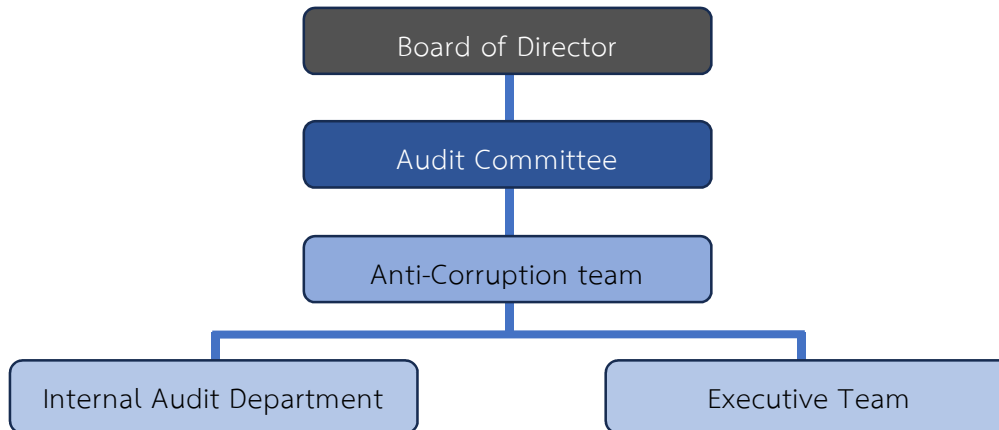 Board of Director
Audit Committee
Anti-Corruption team
Internal Audit Department
Executive Team